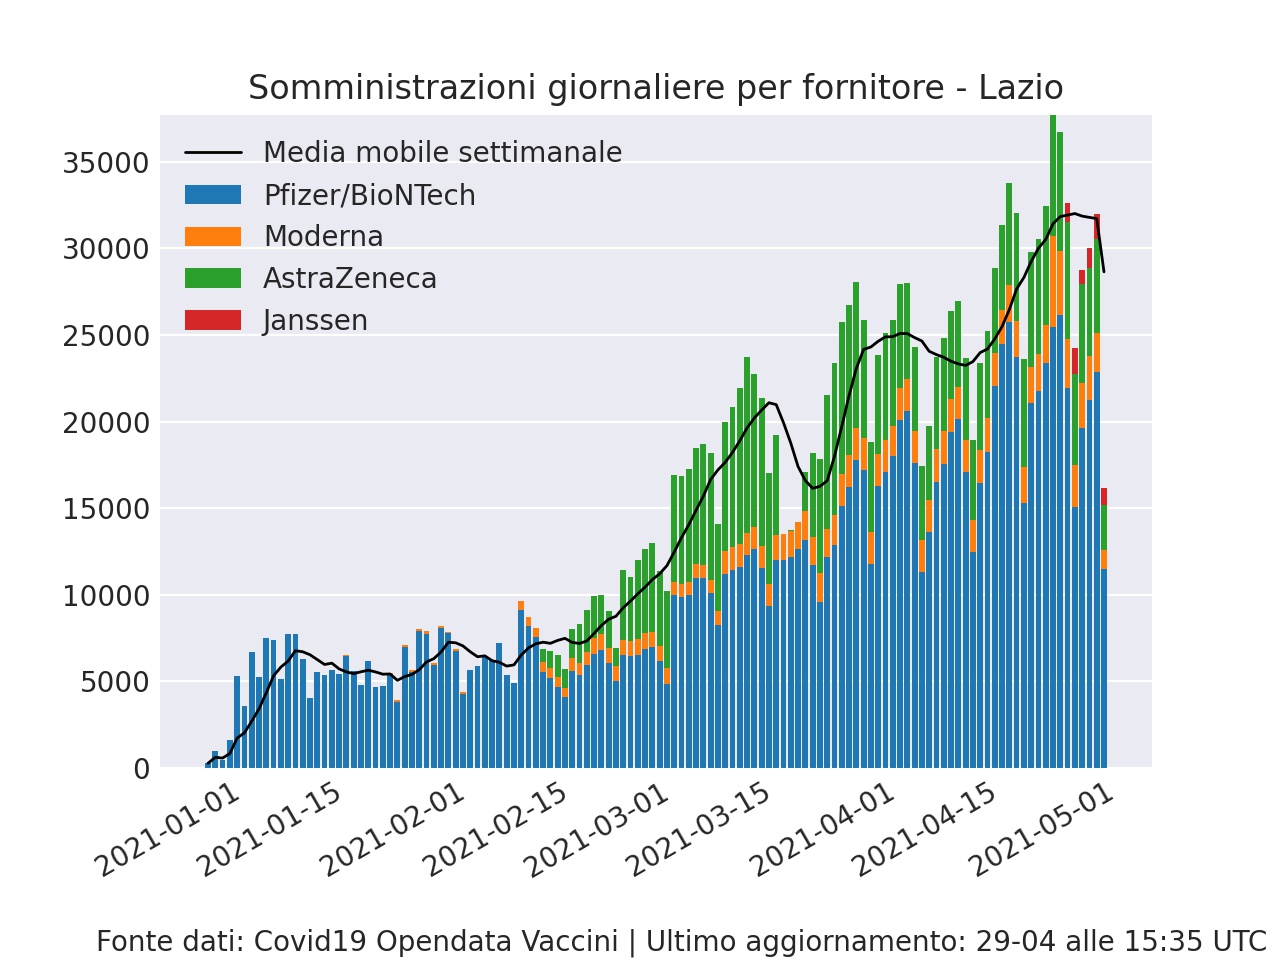 Somministrazioni giornaliere per fornitore - Lazio
Media mobile settimanale
Pfizer/BioNTech
Moderna
AstraZeneca
Janssen
35000
30000
25000
20000
15000
10000
5000
0
2021-01-01
2021-01-15
2021-02-01
2021-02-15
2021-03-01
2021-03-15
2021-04-01
2021-04-15
2021-05-01
Fonte dati: Covid19 Opendata Vaccini | Ultimo aggiornamento: 29-04 alle 15:35 UTC